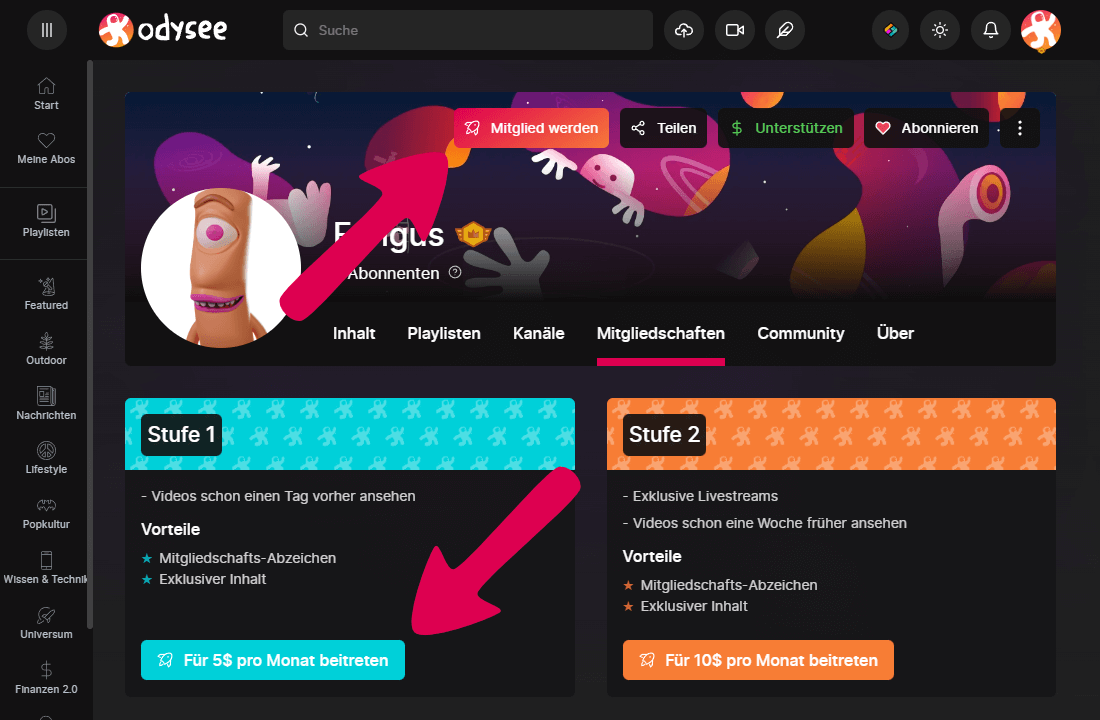 odysee
Suche
Start
Meine Abos
Playlisten
Featured
Outdoor
Nachrichten
Lifestyle
Popkultur
Wissen & Technik
Universum
Finanzen 2.0
Mitglied werden
Teilen
$ Unterstützen
Abonnieren
Abonnenten
Inhalt
Playlisten
Kanäle
Mitgliedschaften
Community
Über
Stufe 1
- Videos schon einen Tag vorher ansehen
Vorteile
★ Mitgliedschafts-Abzeichen
★ Exklusiver Inhalt
Für 5$ pro Monat beitreten
Stufe 2
- Exklusive Livestreams
- Videos schon eine Woche früher ansehen
Vorteile
★ Mitgliedschafts-Abzeichen
★ Exklusiver Inhalt
Für 10$ pro Monat beitreten